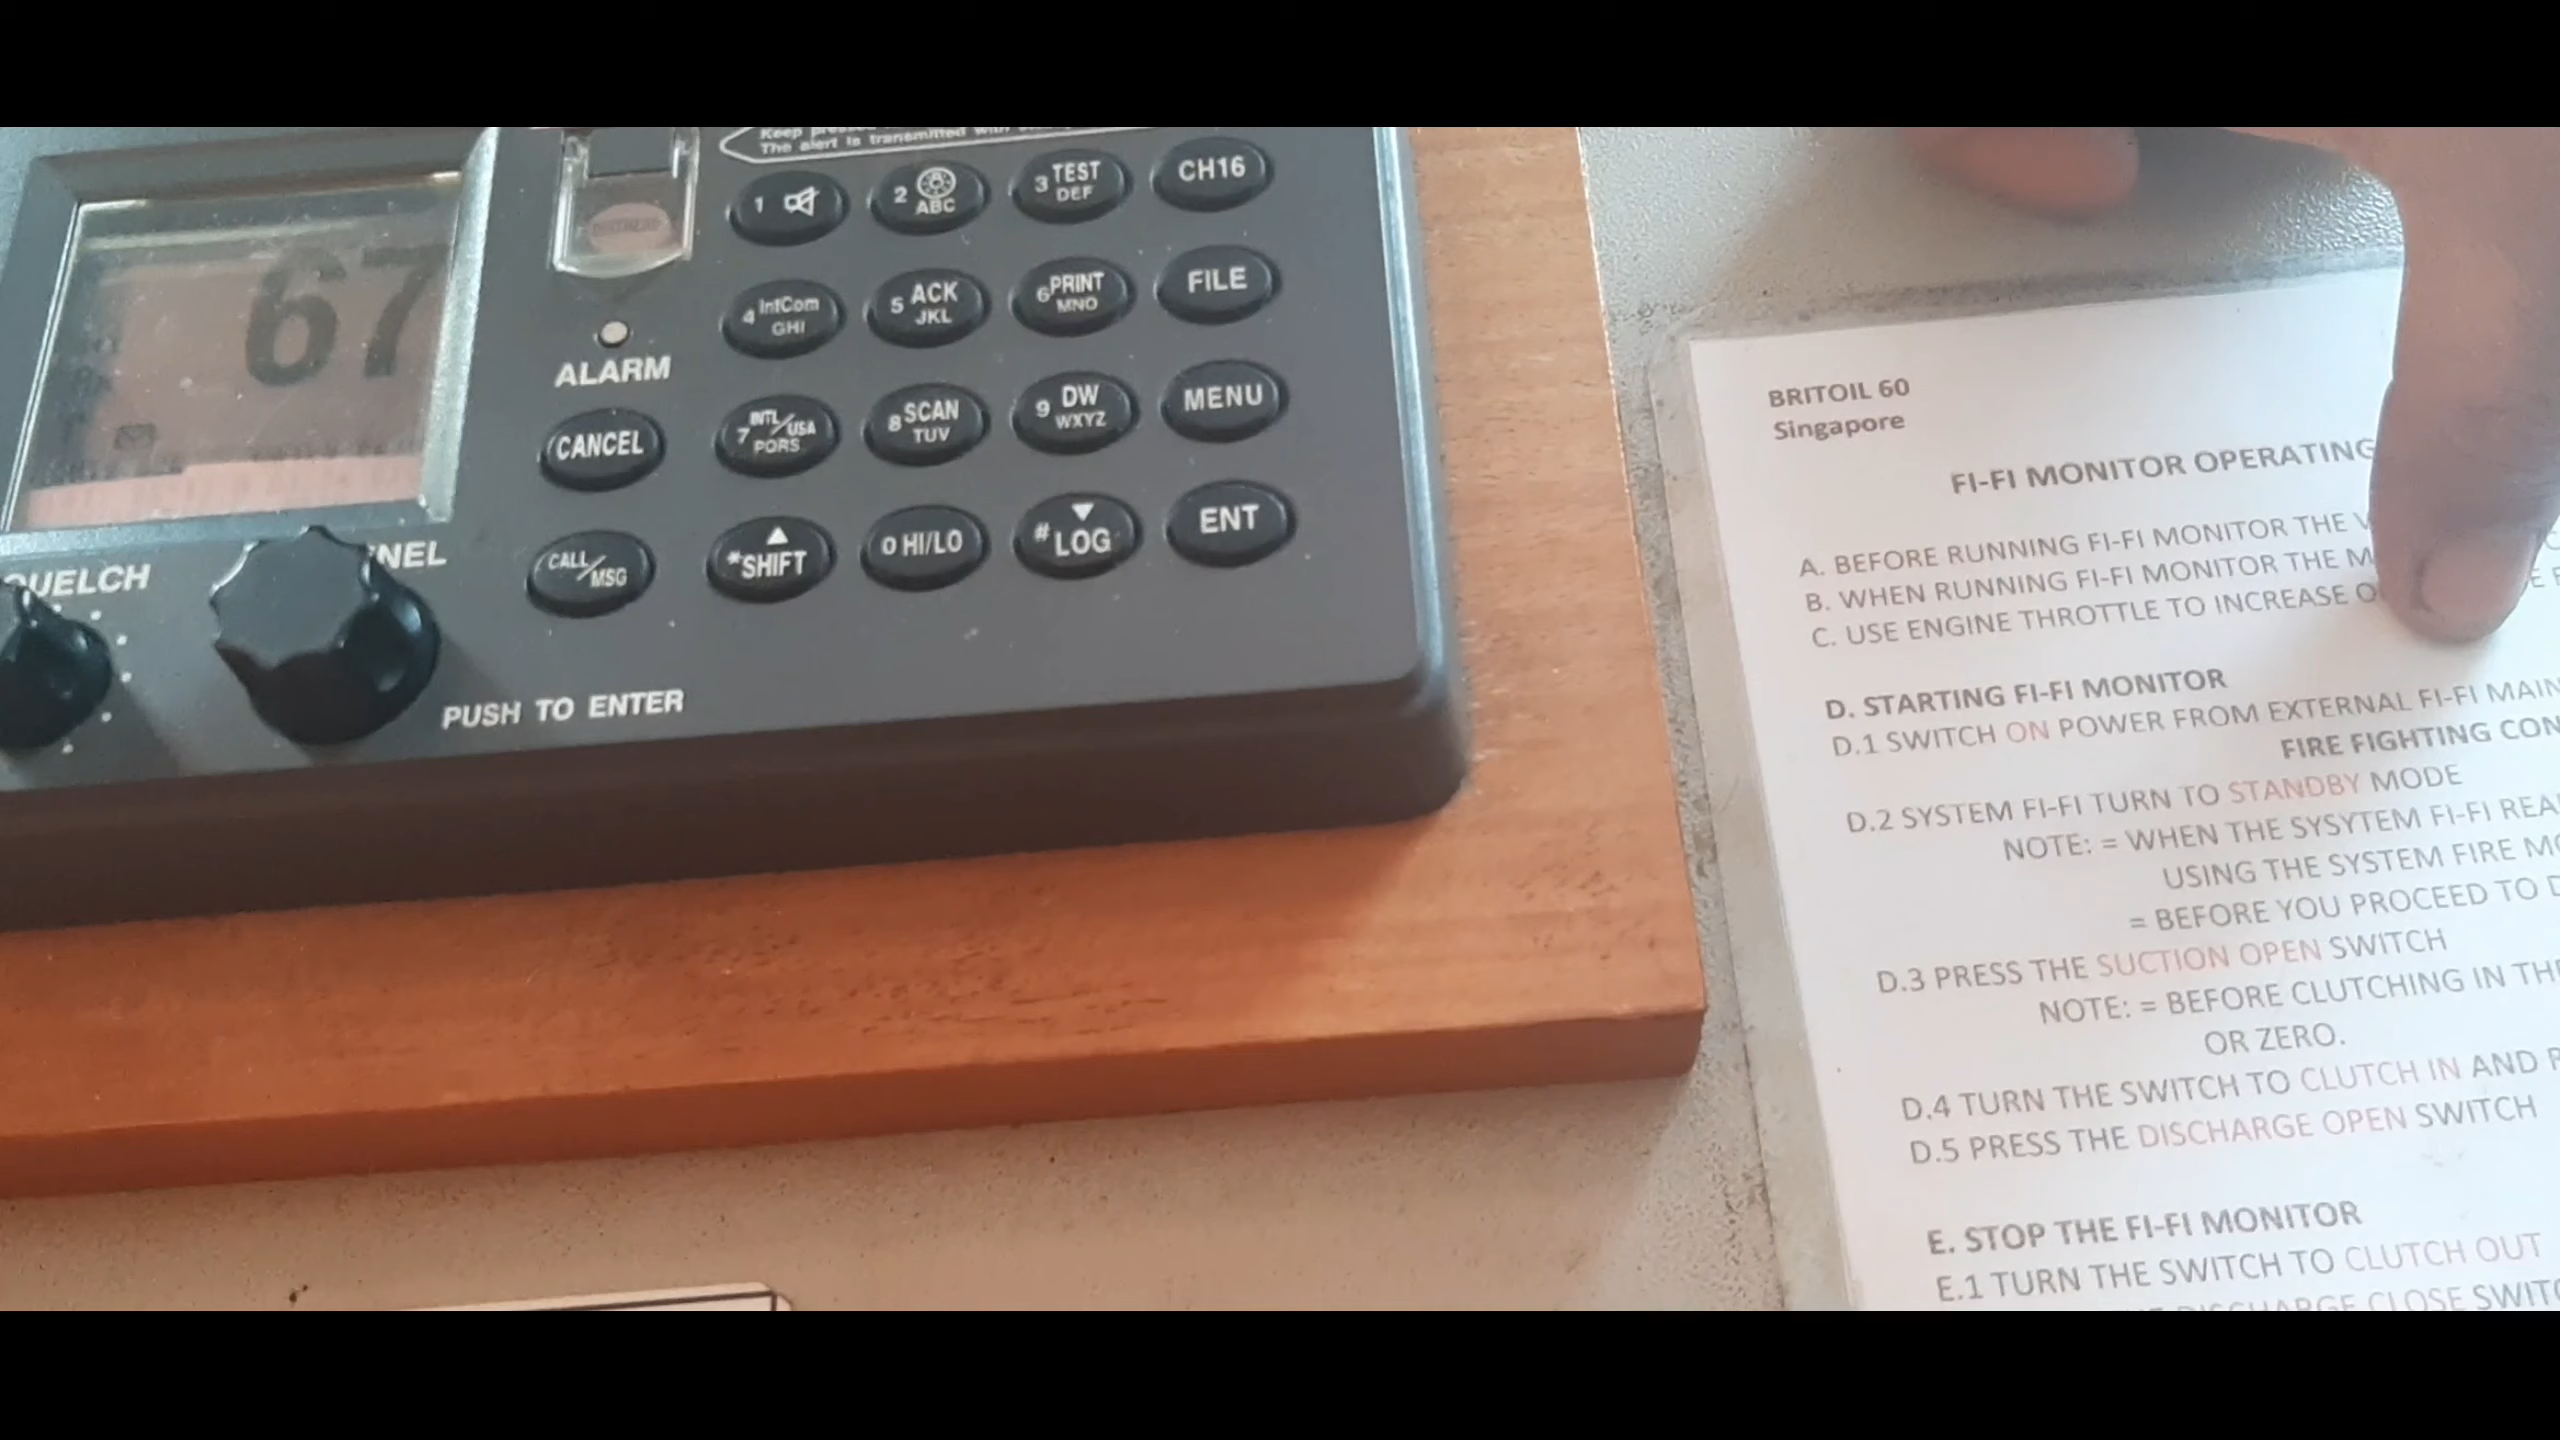 The alert is transmitted
67
ALARM
CANCEL
CALL/MSG
SQUELCH
PUSH TO ENTER
1
2 ABC
3 TEST DEF
CH16
4 IntCom GHI
5 ACK JKL
6 PRINT MNO
FILE
7 INTL/USA PQRS
8 SCAN TUV
9 DW WXYZ
MENU
*SHIFT
0 HI/LO
#LOG
ENT
BRITOIL 60
Singapore
FI-FI MONITOR OPERATING
A. BEFORE RUNNING FI-FI MONITOR THE
B. WHEN RUNNING FI-FI MONITOR THE
C. USE ENGINE THROTTLE TO INCREASE
D. STARTING FI-FI MONITOR
D.1 SWITCH ON POWER FROM EXTERNAL FI-FI MAIN
FIRE FIGHTING
D.2 SYSTEM FI-FI TURN TO STANDBY MODE
NOTE: = WHEN THE SYSYTEM FI-FI
USING THE SYSTEM FIRE
= BEFORE YOU PROCEED TO
D.3 PRESS THE SUCTION OPEN SWITCH
NOTE: = BEFORE CLUTCHING IN
OR ZERO.
D.4 TURN THE SWITCH TO CLUTCH IN AND
D.5 PRESS THE DISCHARGE OPEN SWITCH
E. STOP THE FI-FI MONITOR
E.1 TURN THE SWITCH TO CLUTCH OUT
DISCHARGE CLOSE